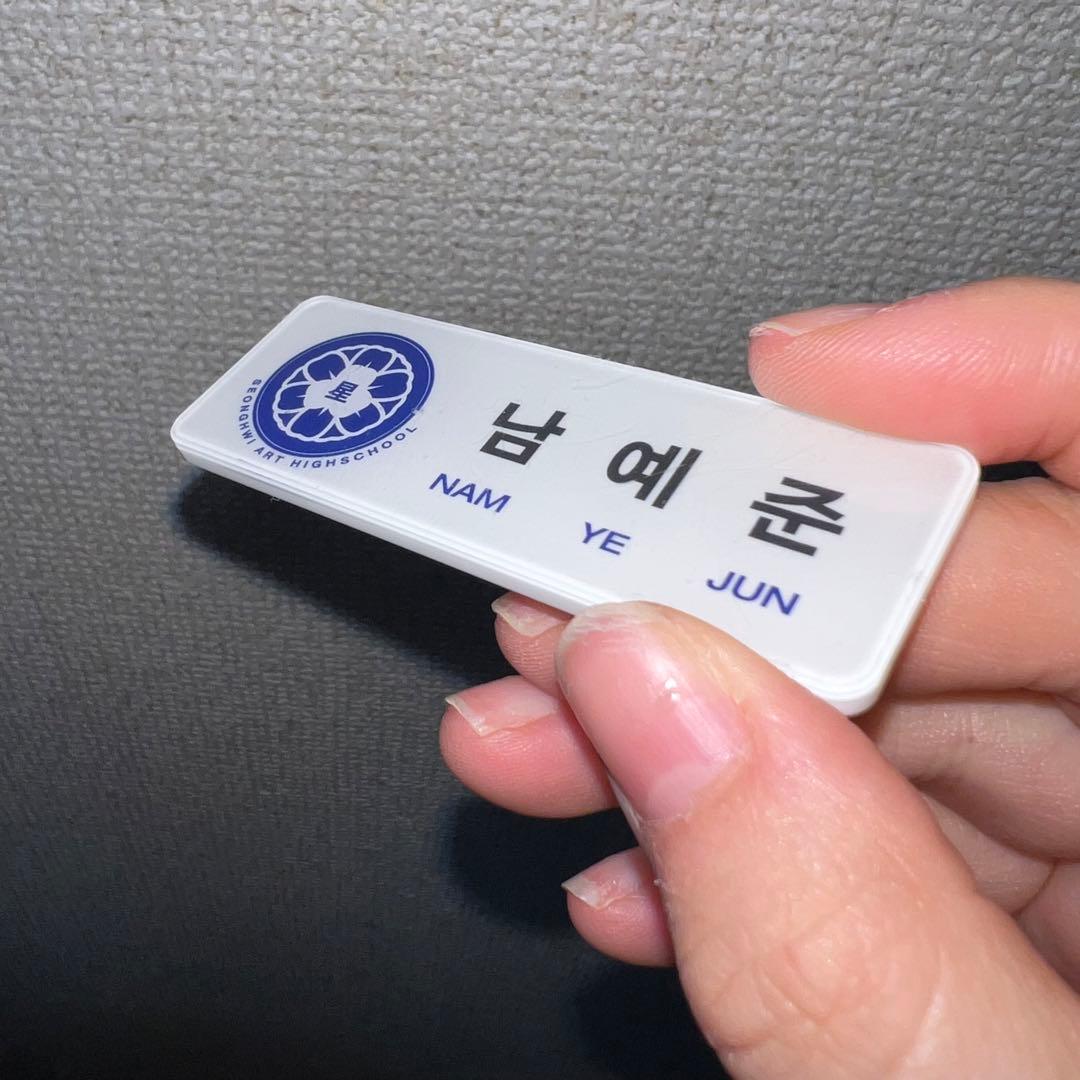 星
SEONGHWI ART HIGHSCHOOL
남 예 준
NAM YE JUN